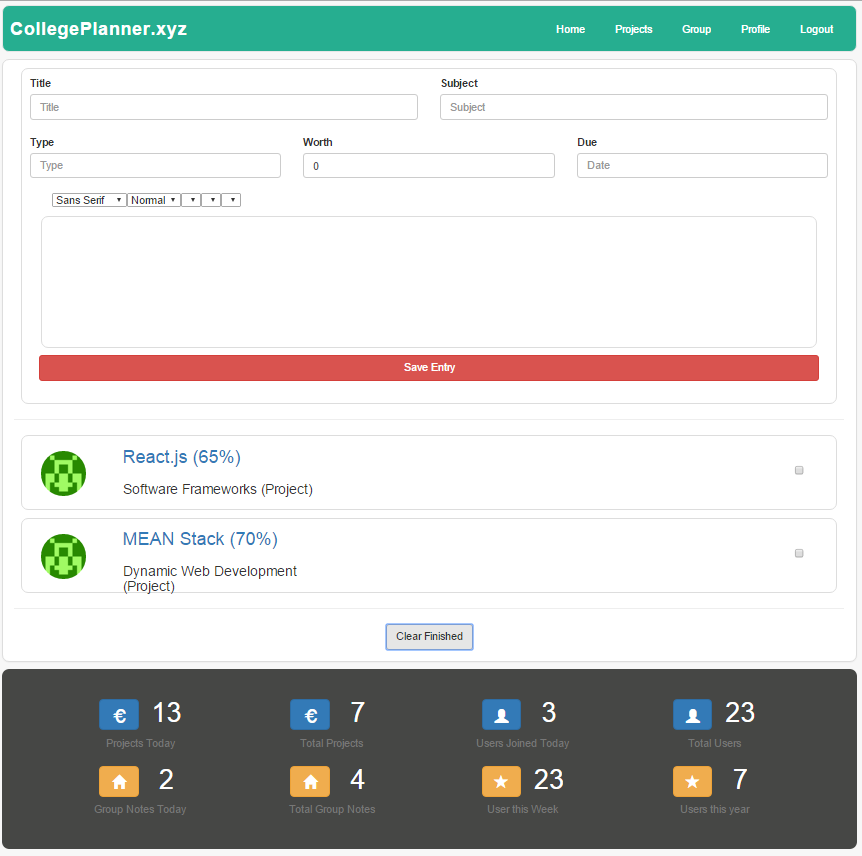 CollegePlanner.xyz
Home Projects Group Profile Logout
Title Subject
Title Subject
Type Worth Due
Type 0 Date
Sans Serif Normal
Save Entry
React.js (65%)
Software Frameworks (Project)
MEAN Stack (70%)
Dynamic Web Development
(Project)
Clear Finished
€ 13 € 7 3 23
Projects Today Total Projects Users Joined Today Total Users
2 4 23 7
Group Notes Today Total Group Notes User this Week Users this year